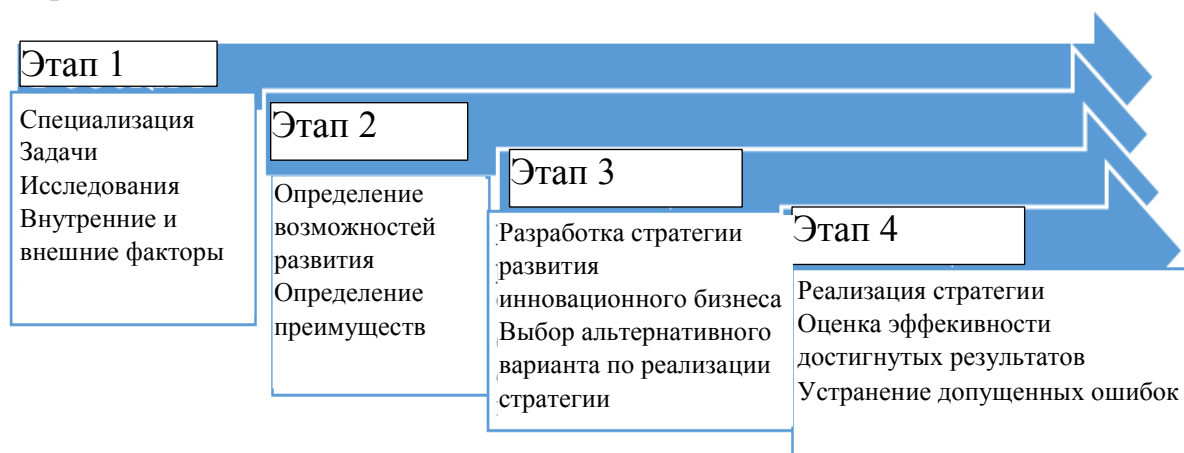 Этап 1
Специализация
Задачи
Исследования
Внутренние и
внешние факторы
Этап 2
Определение
возможностей
развития
Определение
преимуществ
Этап 3
Разработка стратегии
развития
инновационного бизнеса
Выбор альтернативного
варианта по реализации
стратегии
Этап 4
Реализация стратегии
Оценка эффекивности
достигнутых результатов
Устранение допущенных ошибок